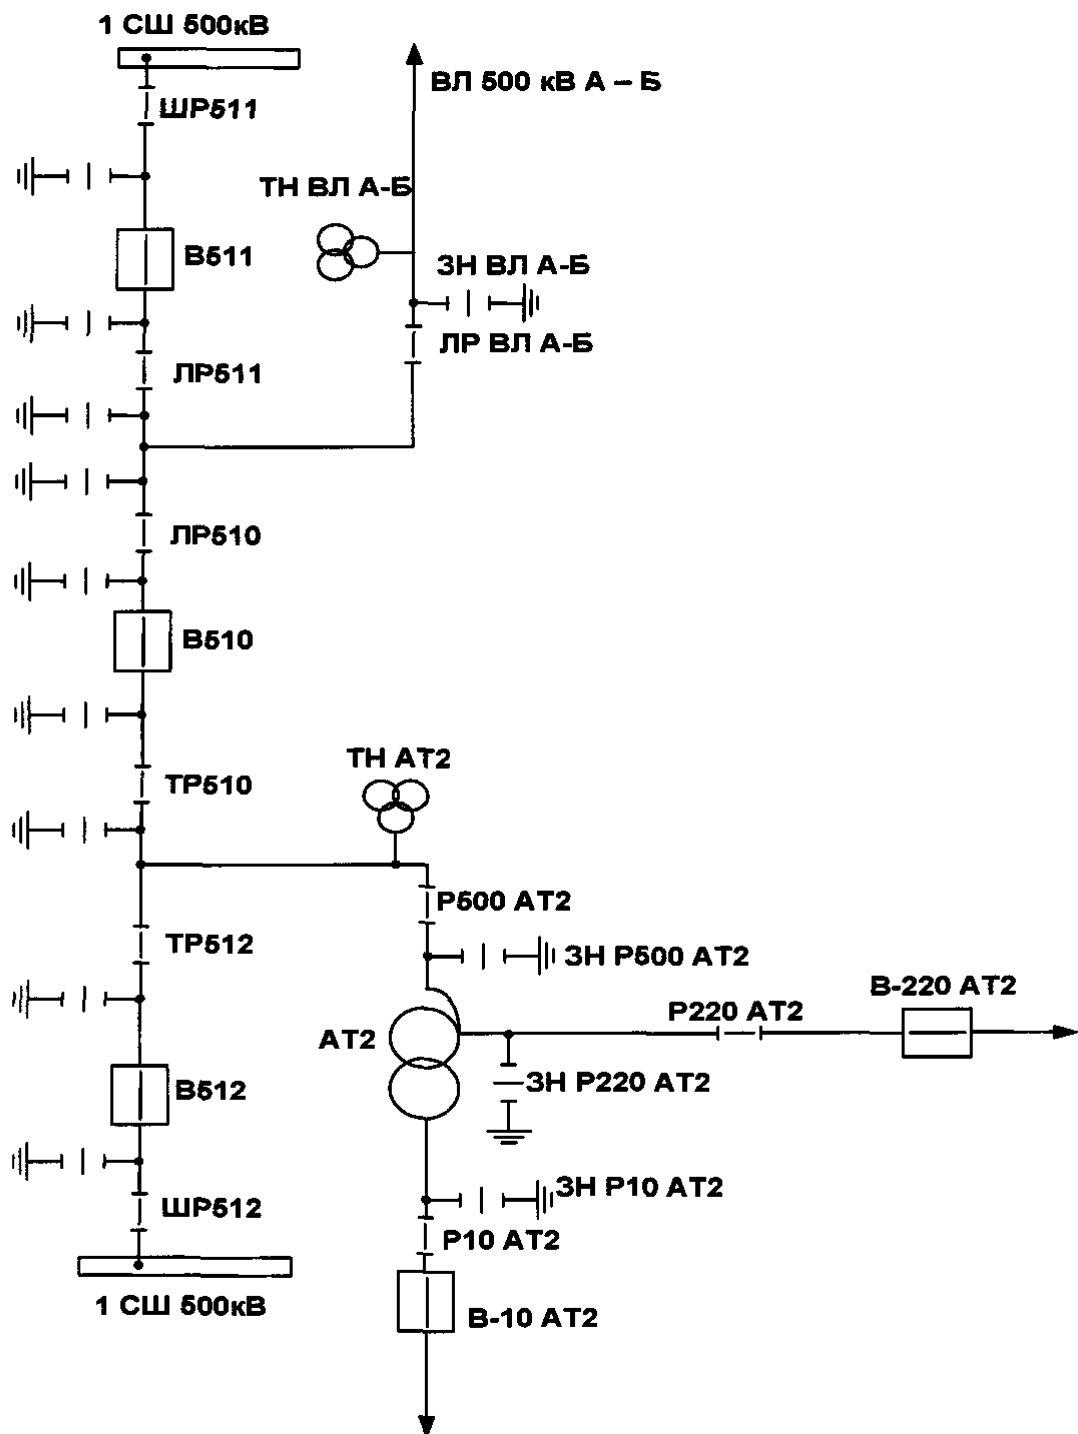 1 СШ 500кВ
ВЛ 500 кВ А – Б
ШР511
ТН ВЛ А-Б
В511
ЗН ВЛ А-Б
ЛР ВЛ А-Б
ЛР511
ЛР510
В510
ТН АТ2
ТР510
Р500 АТ2
ТР512
ЗН Р500 АТ2
В-220 АТ2
Р220 АТ2
АТ2
ЗН Р220 АТ2
В512
ЗН Р10 АТ2
ШР512
Р10 АТ2
1 СШ 500кВ
В-10 АТ2